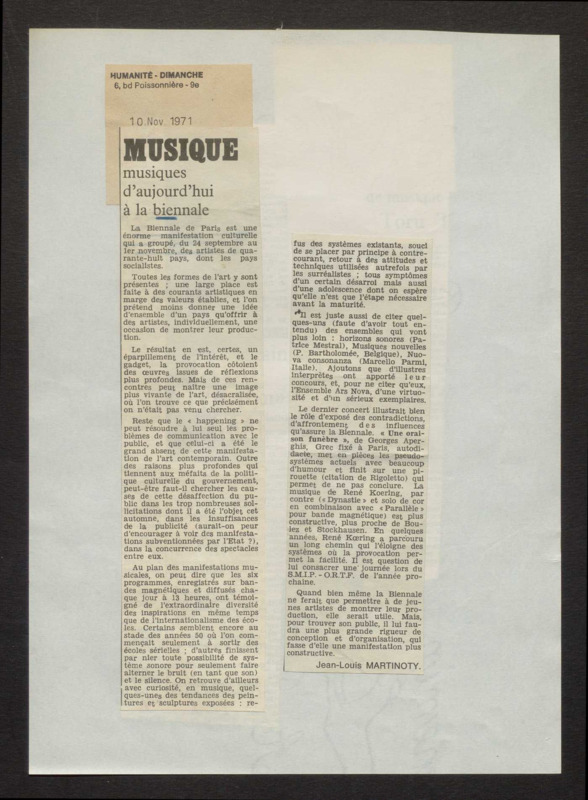 HUMANITÉ - DIMANCHE
6, bd Poissonnière - 9e
10 Nov 1971
MUSIQUE
musiques
d'aujourd'hui
à la biennale
La Biennale de Paris est une
énorme manifestation culturelle
qui a groupé, du 24 septembre au
1er novembre, des artistes de qua-
rante-huit pays, dont les pays
socialistes.
Toutes les formes de l'art y sont
présentes ; une large place est
faite à des courants artistiques en
marge des valeurs établies, et l'on
prétend moins donner une idée
d'ensemble d'un pays qu'offrir à
des artistes, individuellement, une
occasion de montrer leur produc-
tion.
Le résultat en est, certes, un
éparpillement de l'intérêt, et le
gadget, la provocation côtoient
des œuvres issues de réflexions
plus profondes. Mais de ces ren-
contres peut naître une image
plus vivante de l'art, désacralisée,
où l'on trouve ce que précisément
on n'était pas venu chercher.
Reste que le « happening » ne
peut résoudre à lui seul les pro-
blèmes de communication avec le
public, et que celui-ci a été le
grand absent de cette manifesta-
tion de l'art contemporain. Outre
des raisons plus profondes qui
tiennent aux méfaits de la politi-
que culturelle du gouvernement,
peut-être faut-il chercher les cau-
ses de cette désaffection du pu-
blic dans les trop nombreuses sol-
licitations dont il a été l'objet cet
automne, dans les insuffisances
de la publicité (aurait-on peur
d'encourager à voir des manifesta-
tions subventionnées par l'Etat ?),
dans la concurrence des spectacles
entre eux.
Au plan des manifestations mu-
sicales, on peut dire que les six
programmes, enregistrés sur ban-
des magnétiques et diffusés cha-
que jour à 13 heures, ont témoi-
gné de l'extraordinaire diversité
des inspirations en même temps
que de l'internationalisme des éco-
les. Certains semblent encore au
stade des années 50 où l'on com-
mençait seulement à sortir des
écoles sérielles ; d'autres finissent
par nier toute possibilité de sys-
tème sonore pour seulement faire
alterner le bruit (en tant que son)
et le silence. On retrouve d'ailleurs
avec curiosité, en musique, quel-
ques-unes des tendances des pein-
tures et sculptures exposées : re-
fus des systèmes existants, souci
de se placer par principe à contre-
courant, retour à des attitudes et
techniques utilisées autrefois par
les surréalistes ; tous symptômes
d'un certain désarroi mais aussi
d'une adolescence dont on espère
qu'elle n'est que l'étape nécessaire
avant la maturité.
Il est juste aussi de citer quel-
ques-uns (faute d'avoir tout en-
tendu) des ensembles qui vont
plus loin : horizons sonores (Pa-
trice Mestral), Musiques nouvelles
(P. Bartholomée, Belgique), Nuo-
va consonanza (Marcello Parmi,
Italie). Ajoutons que d'illustres
interprètes ont apporté leur
concours, et, pour ne citer qu'eux,
l'Ensemble Ars Nova, d'une virtuo-
sité et d'un sérieux exemplaires.
Le dernier concert illustrait bien
le rôle d'exposé des contradictions,
d'affrontement des influences
qu'assure la Biennale. « Une orai-
son funèbre », de Georges Aper-
ghis, Grec fixé à Paris, autodi-
dacte, met en pièces les pseudo-
systèmes actuels avec beaucoup
d'humour et finit sur une pi-
rouette (citation de Rigoletto) qui
permet de ne pas conclure. La
musique de René Koering, par
contre (« Dynastie » et solo de cor
en combinaison avec « Parallèle »
pour bande magnétique) est plus
constructive, plus proche de Bou-
lez et Stockhausen. En quelques
années, René Kœring a parcouru
un long chemin qui l'éloigne des
systèmes où la provocation per-
met la facilité. Il est question de
lui consacrer une journée lors du
S.M.I.P. - O.R.T.F. de l'année pro-
chaine.
Quand bien même la Biennale
ne ferait que permettre à de jeu-
nes artistes de montrer leur pro-
duction, elle serait utile. Mais,
pour trouver son public, il lui fau-
dra une plus grande rigueur de
conception et d'organisation, qui
fasse d'elle une manifestation plus
constructive.
Jean-Louis MARTINOTY.